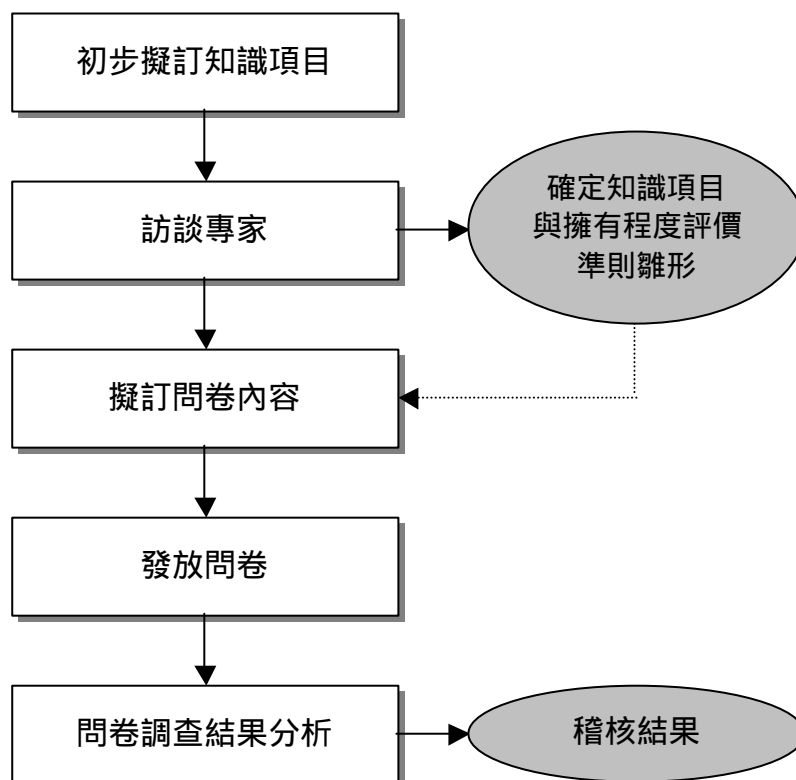 初步擬訂知識項目
訪談專家
確定知識項目
與擁有程度評價
準則雛形
擬訂問卷內容
發放問卷
問卷調查結果分析
稽核結果